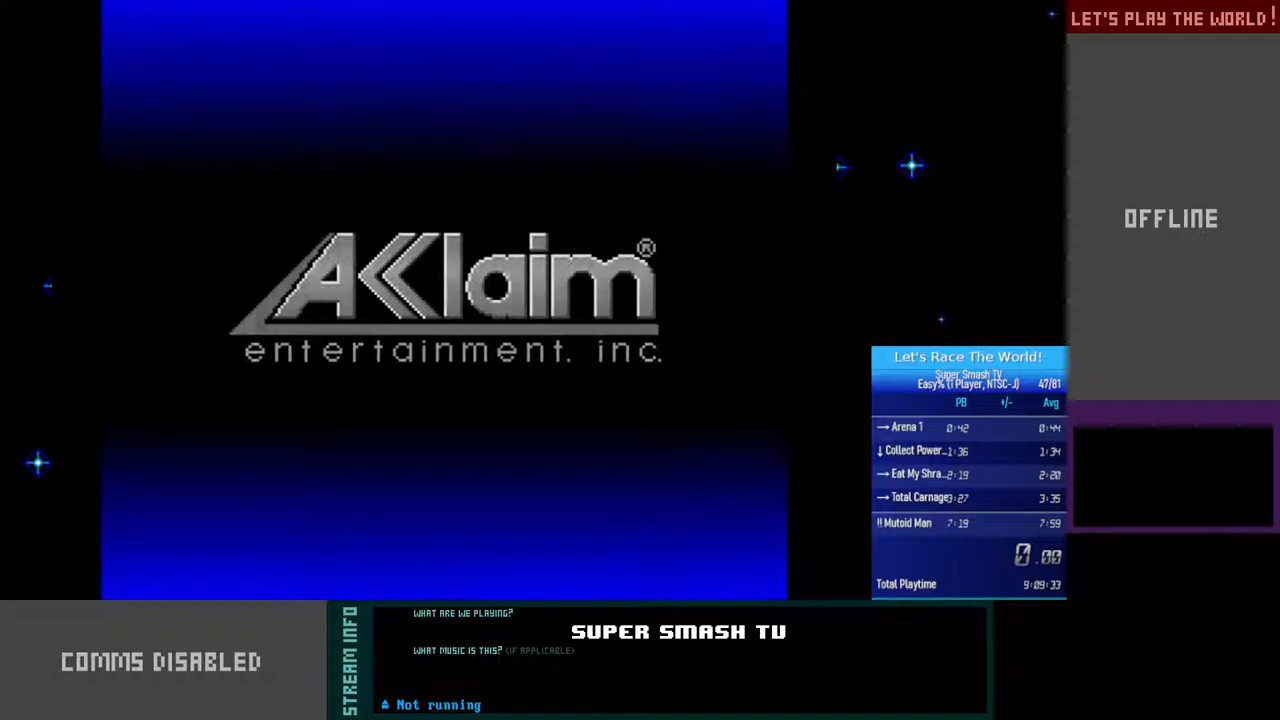 LET'S PLAY THE WORLD!
OFFLINE
AKKlaim®
entertainment. inc.
Let's Race The World!
Super Smash TV
Easy% (1 Player, NTSC-J) 47/81
PB +/- Avg
→ Arena 1 0:42 0:44
↓ Collect Power... 1:36 1:34
→ Eat My Shra... 2:19 2:20
→ Total Carnage 3:27 3:35
!! Mutoid Man 7:19 7:59
0.00
Total Playtime 9:09:33
COMMS DISABLED
STREAM INFO
WHAT ARE WE PLAYING?
SUPER SMASH TV
WHAT MUSIC IS THIS? (IF APPLICABLE)
Not running